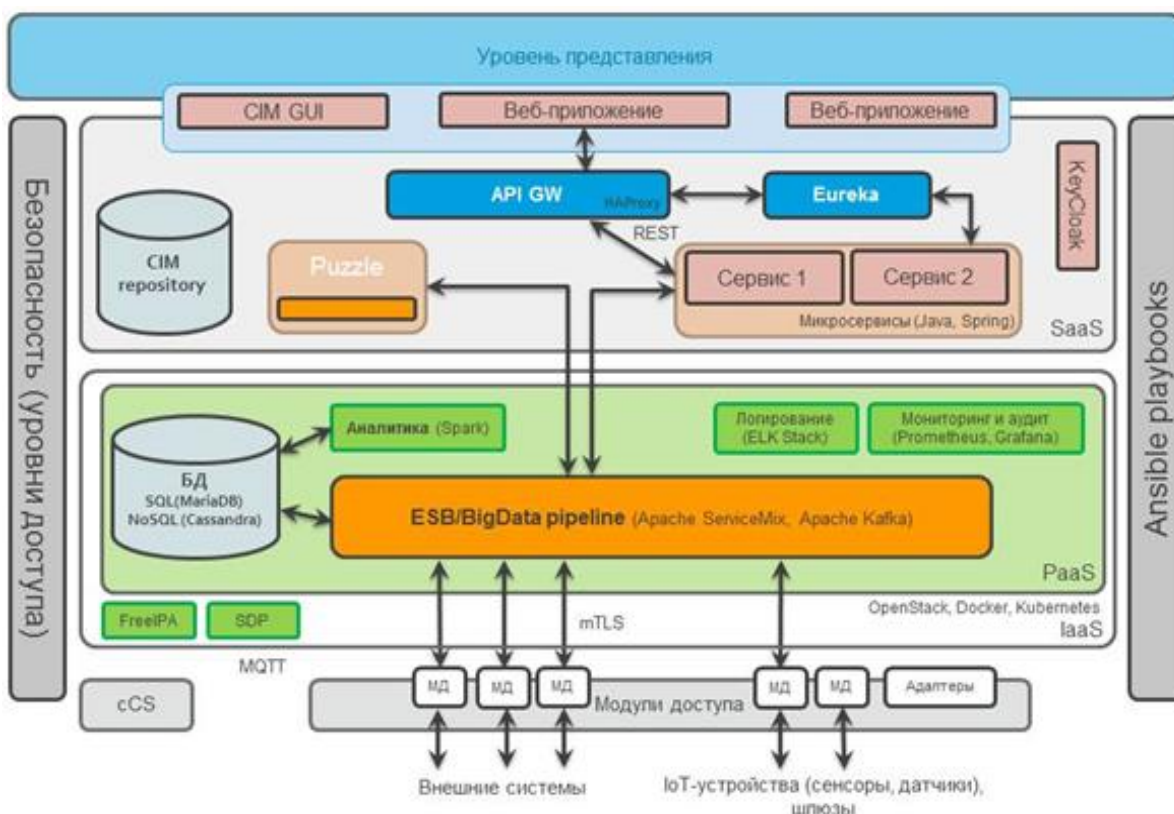 Уровень представления
CIM GUI
Веб-приложение
Веб-приложение
Безопасность (уровни доступа)
API GW
HAProxy
Eureka
KeyCloak
REST
CIM
repository
Puzzle
Сервис 1
Сервис 2
Микросервисы (Java, Spring)
SaaS
Ansible playbooks
Аналитика (Spark)
Логирование
(ELK Stack)
Мониторинг и аудит
(Prometheus, Grafana)
БД
SQL(MariaDB)
NoSQL (Cassandra)
ESB/BigData pipeline (Apache ServiceMix, Apache Kafka)
PaaS
FreeIPA
SDP
OpenStack, Docker, Kubernetes
IaaS
mTLS
MQTT
cCS
МД
МД
МД
МД
МД
Адаптеры
Модули доступа
Внешние системы
IoT-устройства (сенсоры, датчики),
шлюзы